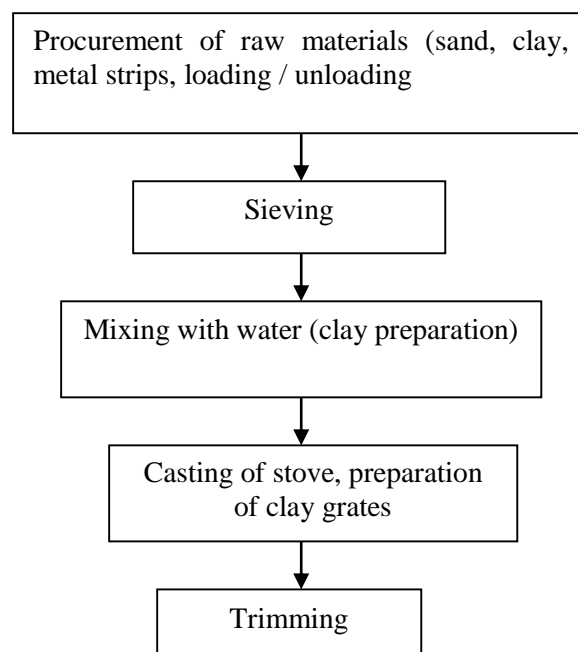 Procurement of raw materials (sand, clay,
metal strips, loading / unloading
Sieving
Mixing with water (clay preparation)
Casting of stove, preparation
of clay grates
Trimming